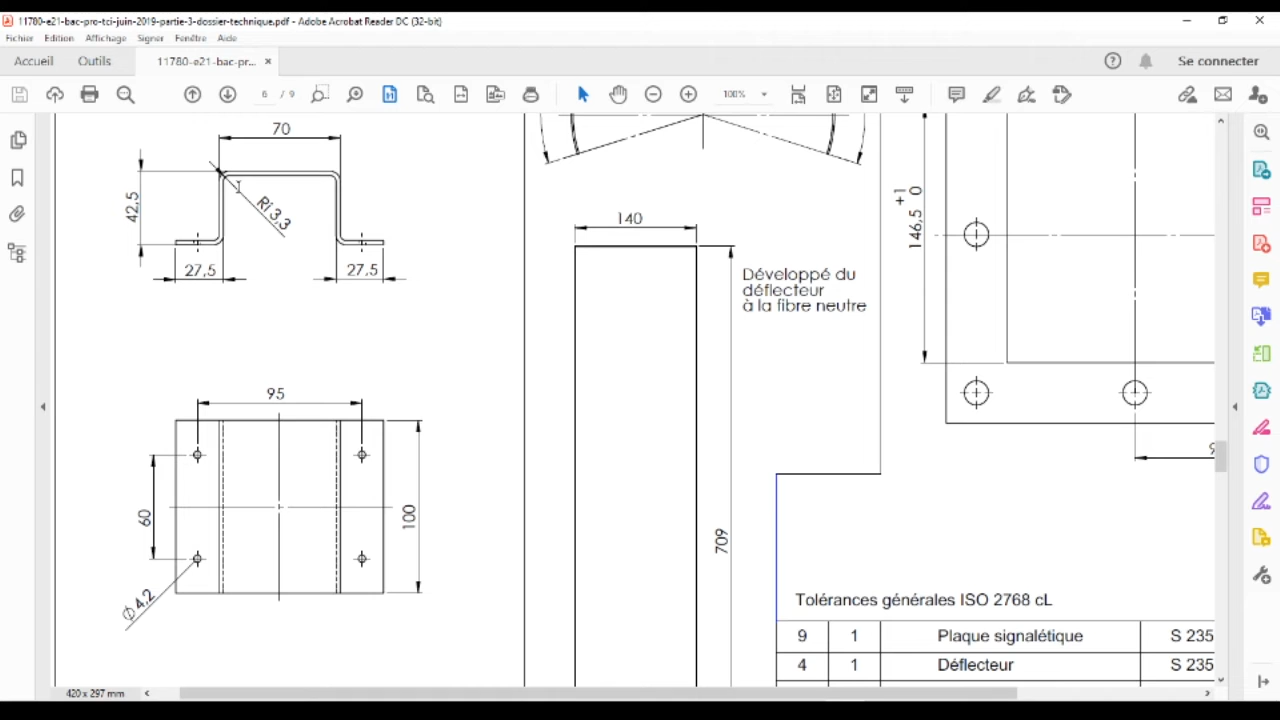 11780-e21-bac-pro-tci-juin-2019-partie-3-dossier-technique.pdf - Adobe Acrobat Reader DC (32-bit)
Fichier Edition Affichage Signer Fenêtre Aide
Accueil Outils 11780-e21-bac-pr... × Se connecter
6 / 9 100%
70
42,5
Ri 3,3
27,5 27,5
95
60
100
Ø 4,2
140
709
Développé du
déflecteur
à la fibre neutre
146,5 +1 0
9
Tolérances générales ISO 2768 cL
9 1 Plaque signalétique S 235
4 1 Déflecteur S 235
420 x 297 mm